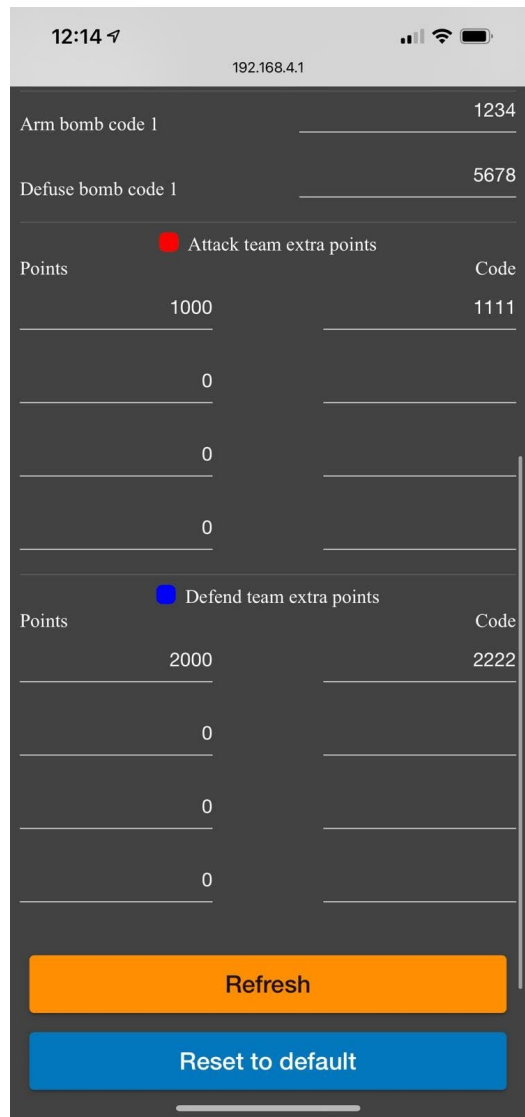 12:14
192.168.4.1
Arm bomb code 1 1234
Defuse bomb code 1 5678
Attack team extra points
Points Code
1000 1111
0
0
0
Defend team extra points
Points Code
2000 2222
0
0
0
Refresh
Reset to default